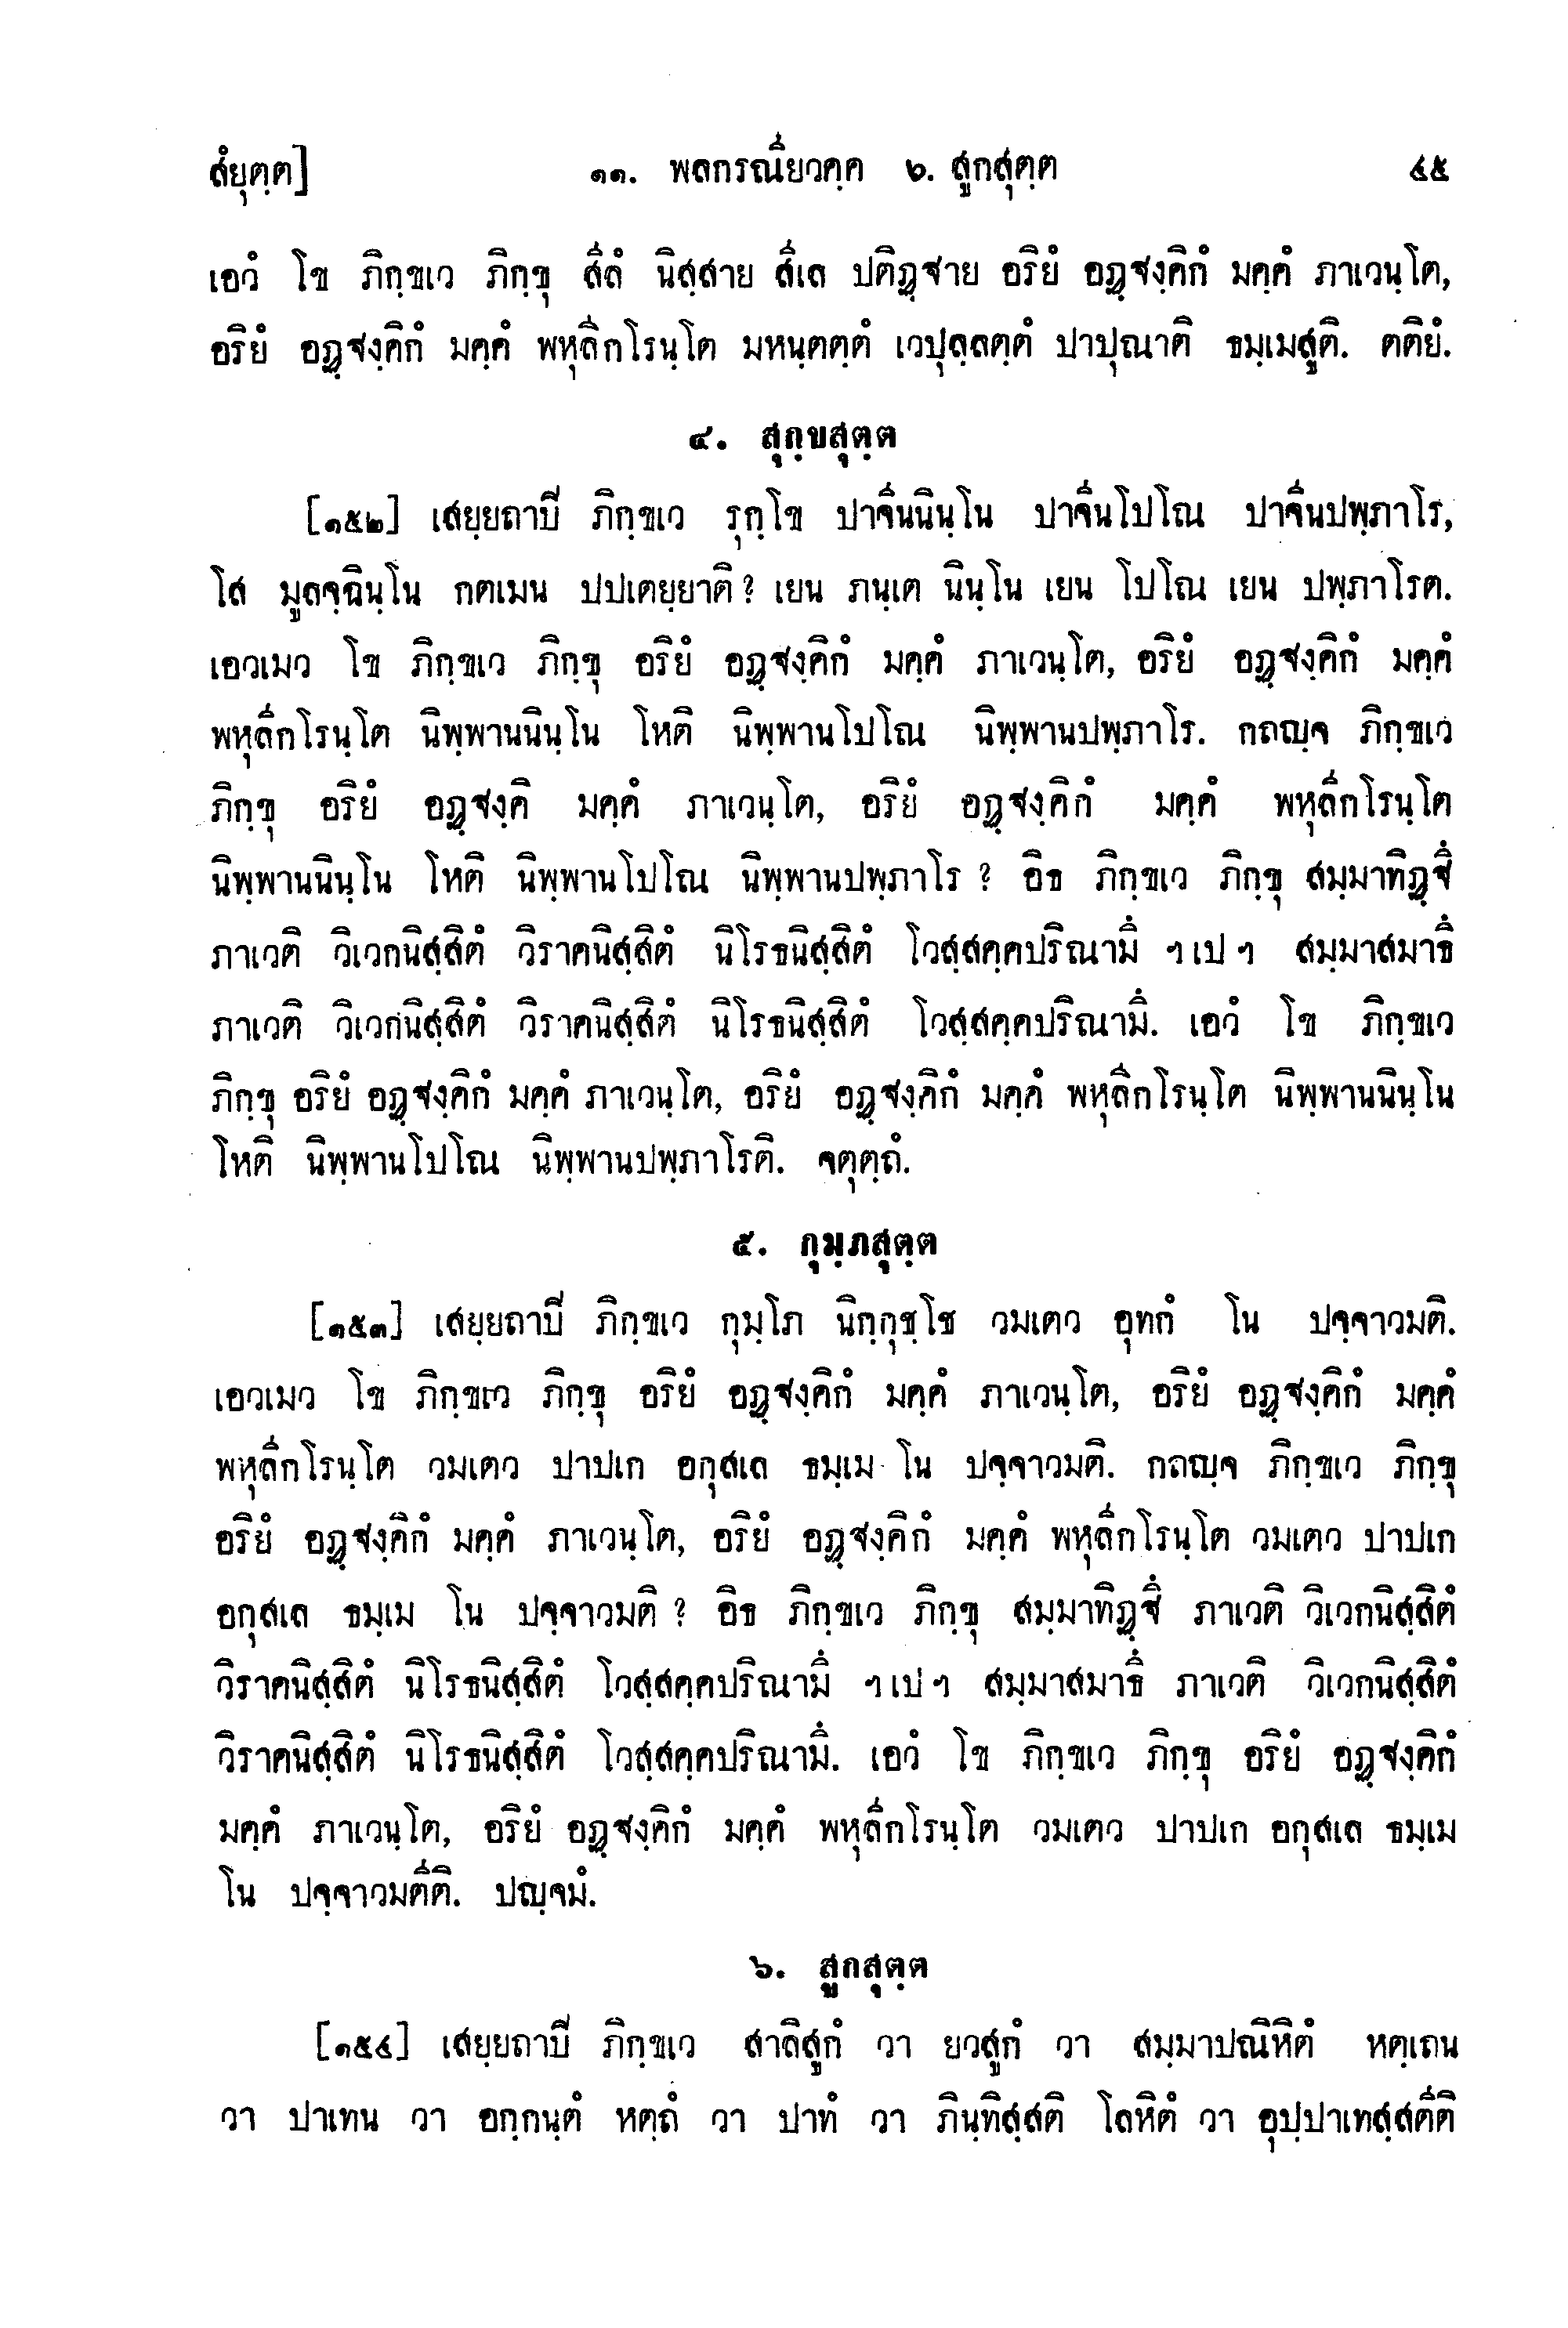 สํยุตฺต]  ๑๑. พลกรณียวคฺค ๖. สูกสุตฺต  ๔๕
เอวํ โข ภิกฺขเว ภิกฺขุ สีลํ นิสฺสาย สีเล ปติฏฺฐาย อริยํ อฏฺฐงฺคิกํ มคฺคํ ภาเวนฺโต,
อริยํ อฏฺฐงฺคิกํ มคฺคํ พหุลีกโรนฺโต มหนฺตตฺตํ เวปุลฺลตฺตํ ปาปุณาติ ธมฺเมสูติ. ตติยํ.
๔. สุกฺขสุตฺต
[๑๕๒] เสยฺยถาปี ภิกฺขเว รุกฺโข ปาจีนนินฺโน ปาจีนโปโณ ปาจีนปพฺภาโร,
โส มูลจฺฉินฺโน กตเมน ปปเตยฺยาติ? เยน ภนฺเต นินฺโน เยน โปโณ เยน ปพฺภาโรต.
เอวเมว โข ภิกฺขเว ภิกฺขุ อริยํ อฏฺฐงฺคิกํ มคฺคํ ภาเวนฺโต, อริยํ อฏฺฐงฺคิกํ มคฺคํ
พหุลีกโรนฺโต นิพฺพานนินฺโน โหติ นิพฺพานโปโณ นิพฺพานปพฺภาโร. กถญฺจ ภิกฺขเว
ภิกฺขุ อริยํ อฏฺฐงฺคิ มคฺคํ ภาเวนฺโต, อริยํ อฏฺฐงฺคิกํ มคฺคํ พหุลีกโรนฺโต
นิพฺพานนินฺโน โหติ นิพฺพานโปโณ นิพฺพานปพฺภาโร ? อิธ ภิกฺขเว ภิกฺขุ สมฺมาทิฏฺฐึ
ภาเวติ วิเวกนิสฺสิตํ วิราคนิสฺสิตํ นิโรธนิสฺสิตํ โวสฺสคฺคปริณามึ ฯ เป ฯ สมฺมาสมาธึ
ภาเวติ วิเวกนิสฺสิตํ วิราคนิสฺสิตํ นิโรธนิสฺสิตํ โวสฺสคฺคปริณามึ. เอวํ โข ภิกฺขเว
ภิกฺขุ อริยํ อฏฺฐงฺคิกํ มคฺคํ ภาเวนฺโต, อริยํ อฏฺฐงฺคิกํ มคฺคํ พหุลีกโรนฺโต นิพฺพานนินฺโน
โหติ นิพฺพานโปโณ นิพฺพานปพฺภาโรติ. จตุตฺถํ.
๕. กุมฺภสุตฺต
[๑๕๓] เสยฺยถาปี ภิกฺขเว กุมฺโภ นิกฺกุชฺโช วมเตว อุทกํ โน ปจฺจาวมติ.
เอวเมว โข ภิกฺขเว ภิกฺขุ อริยํ อฏฺฐงฺคิกํ มคฺคํ ภาเวนฺโต, อริยํ อฏฺฐงฺคิกํ มคฺคํ
พหุลีกโรนฺโต วมเตว ปาปเก อกุสเล ธมฺเม โน ปจฺจาวมติ. กถญฺจ ภิกฺขเว ภิกฺขุ
อริยํ อฏฺฐงฺคิกํ มคฺคํ ภาเวนฺโต, อริยํ อฏฺฐงฺคิกํ มคฺคํ พหุลีกโรนฺโต วมเตว ปาปเก
อกุสเล ธมฺเม โน ปจฺจาวมติ ? อิธ ภิกฺขเว ภิกฺขุ สมฺมาทิฏฺฐึ ภาเวติ วิเวกนิสฺสิตํ
วิราคนิสฺสิตํ นิโรธนิสฺสิตํ โวสฺสคฺคปริณามึ ฯ เป ฯ สมฺมาสมาธึ ภาเวติ วิเวกนิสฺสิตํ
วิราคนิสฺสิตํ นิโรธนิสฺสิตํ โวสฺสคฺคปริณามึ. เอวํ โข ภิกฺขเว ภิกฺขุ อริยํ อฏฺฐงฺคิกํ
มคฺคํ ภาเวนฺโต, อริยํ อฏฺฐงฺคิกํ มคฺคํ พหุลีกโรนฺโต วมเตว ปาปเก อกุสเล ธมฺเม
โน ปจฺจาวมตีติ. ปญฺจมํ.
๖. สูกสุตฺต
[๑๕๔] เสยฺยถาปี ภิกฺขเว สาลิสูกํ วา ยวสูกํ วา สมฺมาปณิหิตํ หตฺเถน
วา ปาเทน วา อกฺกนฺตํ หตฺถํ วา ปาทํ วา ภินฺทิสฺสติ โลหิตํ วา อุปฺปาเทสฺสตีติ